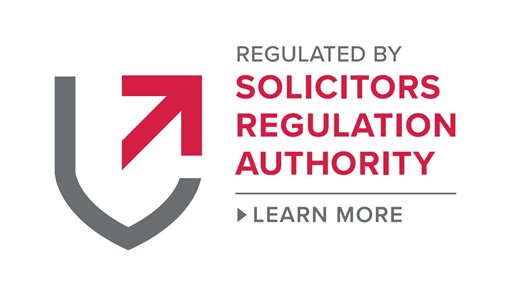 REGULATED BY
SOLICITORS
REGULATION
AUTHORITY
LEARN MORE